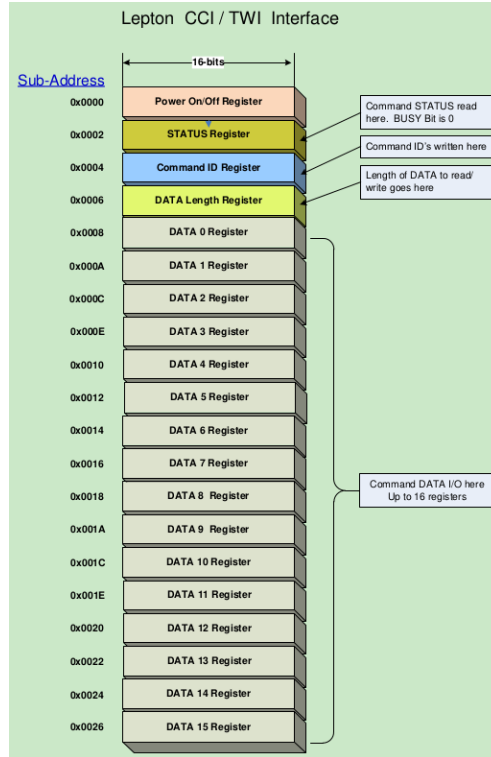 Lepton CCI / TWI Interface
16-bits
Sub-Address
0x0000 Power On/Off Register
0x0002 STATUS Register
0x0004 Command ID Register
0x0006 DATA Length Register
0x0008 DATA 0 Register
0x000A DATA 1 Register
0x000C DATA 2 Register
0x000E DATA 3 Register
0x0010 DATA 4 Register
0x0012 DATA 5 Register
0x0014 DATA 6 Register
0x0016 DATA 7 Register
0x0018 DATA 8 Register
0x001A DATA 9 Register
0x001C DATA 10 Register
0x001E DATA 11 Register
0x0020 DATA 12 Register
0x0022 DATA 13 Register
0x0024 DATA 14 Register
0x0026 DATA 15 Register
Command STATUS read
here. BUSY Bit is 0
Command ID's written here
Length of DATA to read/
write goes here
Command DATA I/O here
Up to 16 registers